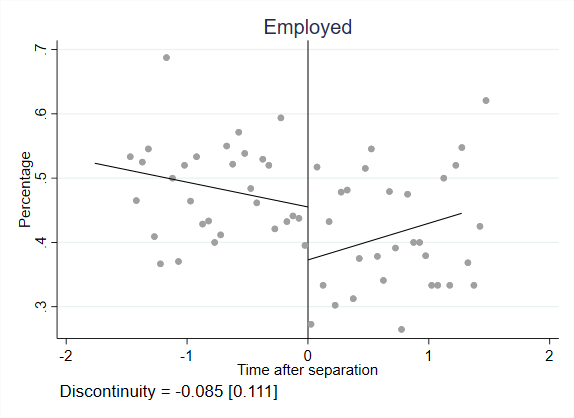 Employed
Percentage
.7
.6
.5
.4
.3
-2 -1 0 1 2
Time after separation
Discontinuity = -0.085 [0.111]